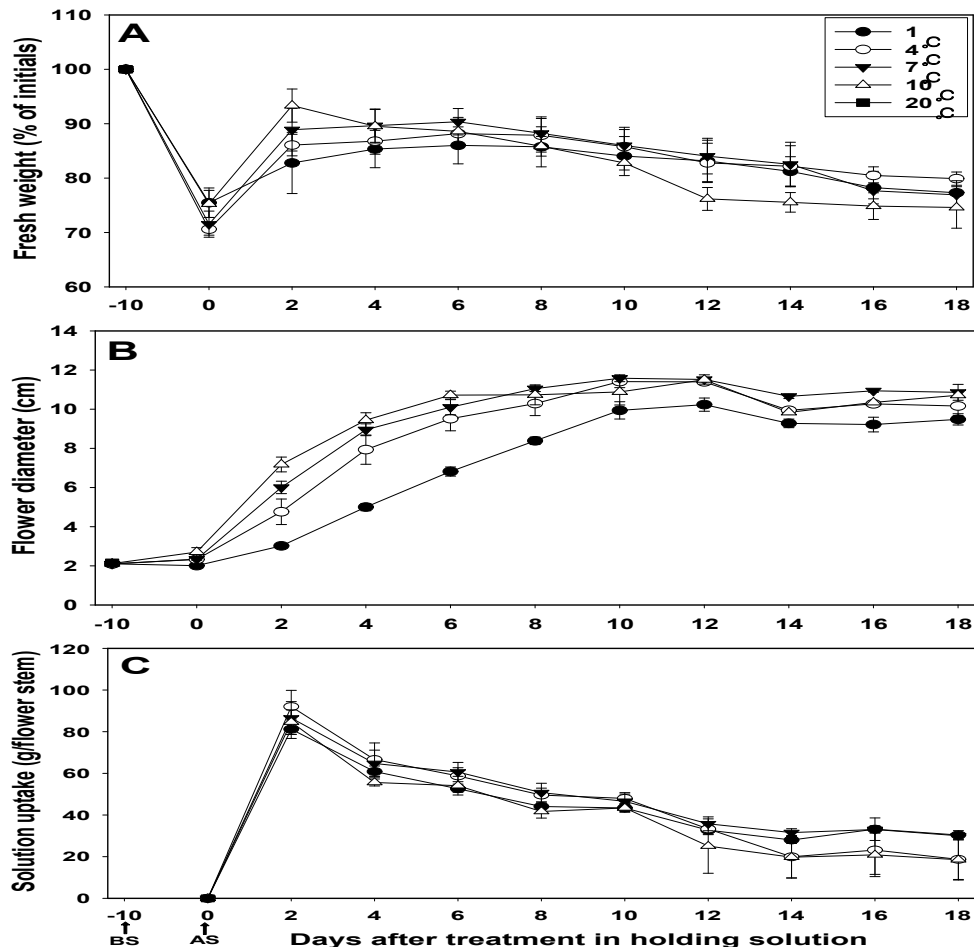 A
Fresh weight (% of initials)
110
100
90
80
70
60
1 °C
4 °C
7 °C
10 °C
20 °C
-10 0 2 4 6 8 10 12 14 16 18
B
Flower diameter (cm)
14
12
10
8
6
4
2
0
-10 0 2 4 6 8 10 12 14 16 18
C
Solution uptake (g/flower stem)
120
100
80
60
40
20
0
-10 0 2 4 6 8 10 12 14 16 18
BS AS Days after treatment in holding solution